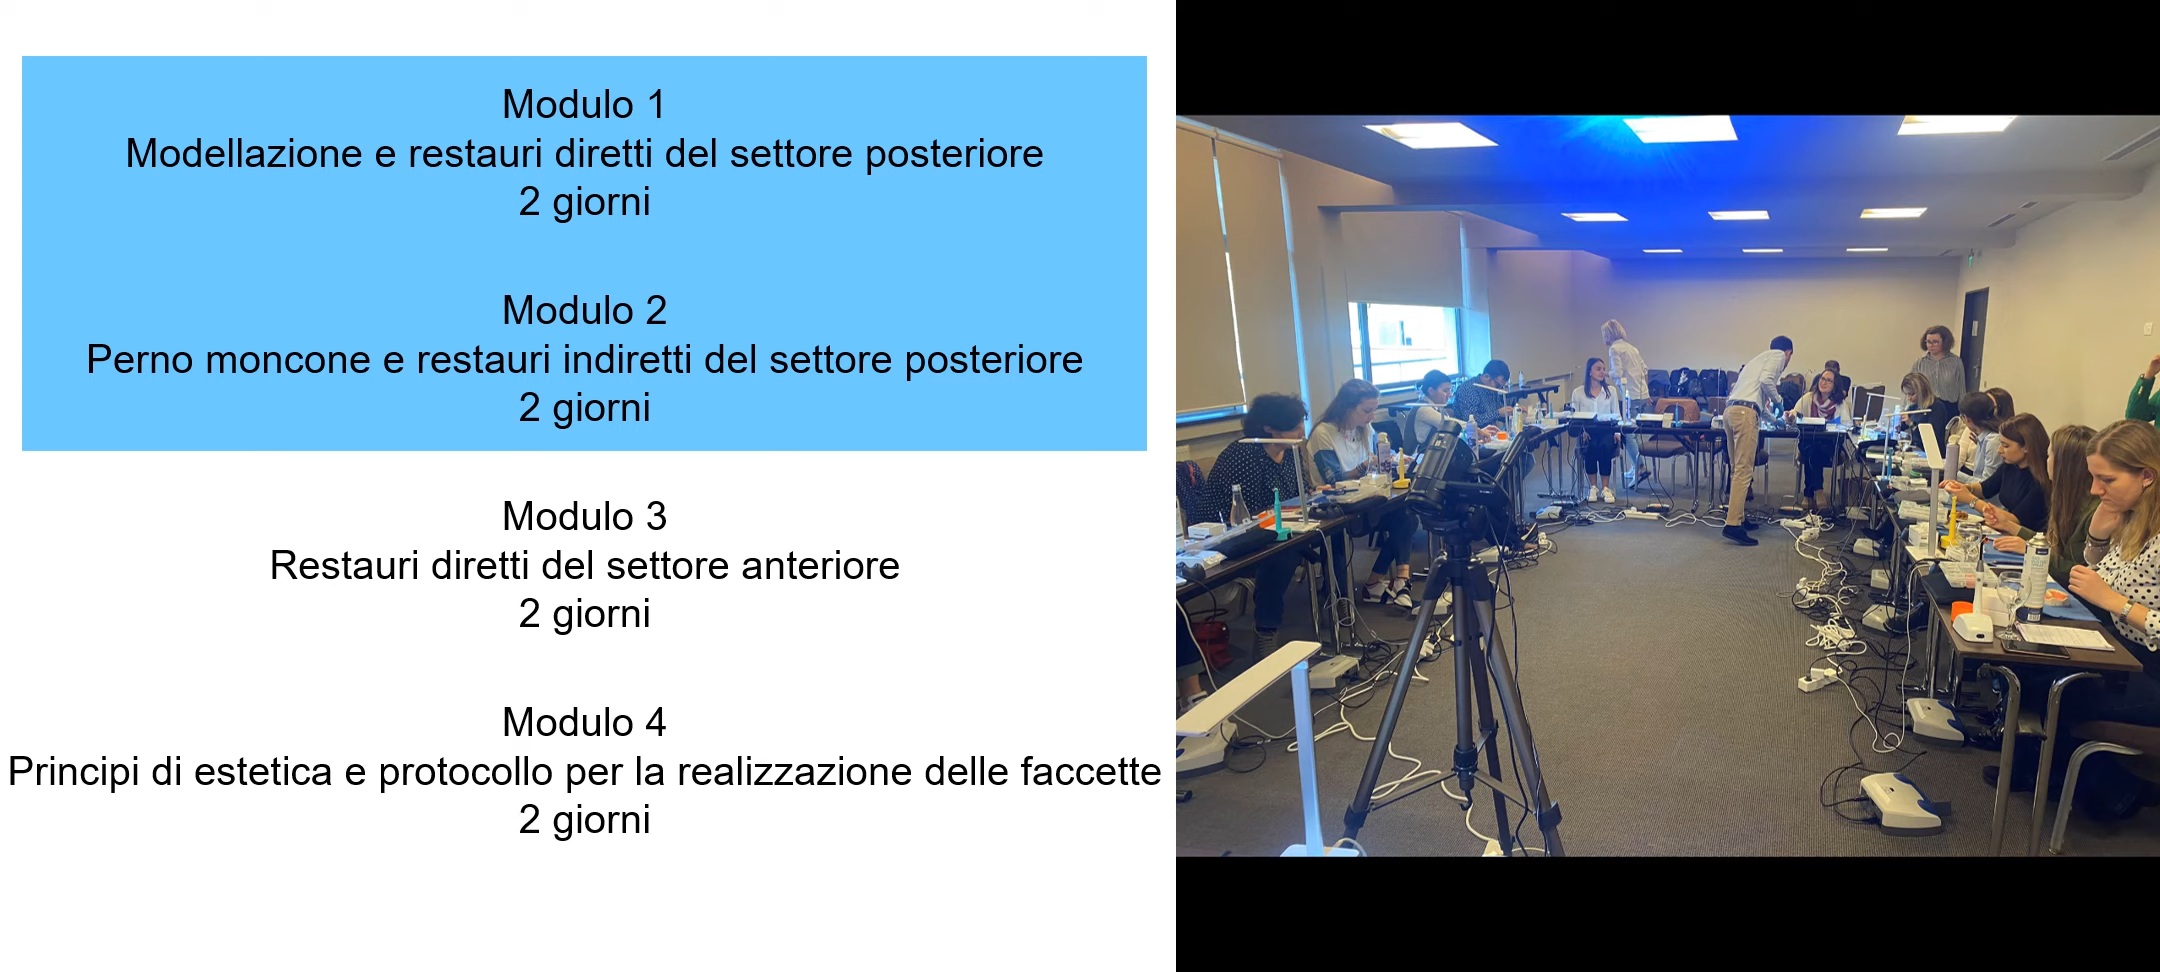 Modulo 1
Modellazione e restauri diretti del settore posteriore
2 giorni
Modulo 2
Perno moncone e restauri indiretti del settore posteriore
2 giorni
Modulo 3
Restauri diretti del settore anteriore
2 giorni
Modulo 4
Principi di estetica e protocollo per la realizzazione delle faccette
2 giorni